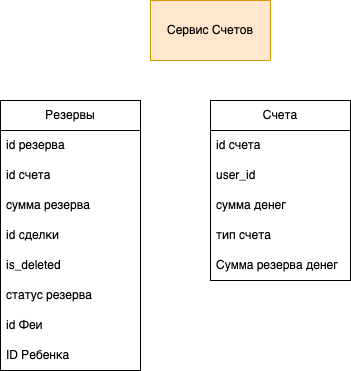 Сервис Счетов
Резервы
id резерва
id счета
сумма резерва
id сделки
is_deleted
статус резерва
id Феи
ID Ребенка
Счета
id счета
user_id
сумма денег
тип счета
Сумма резерва денег